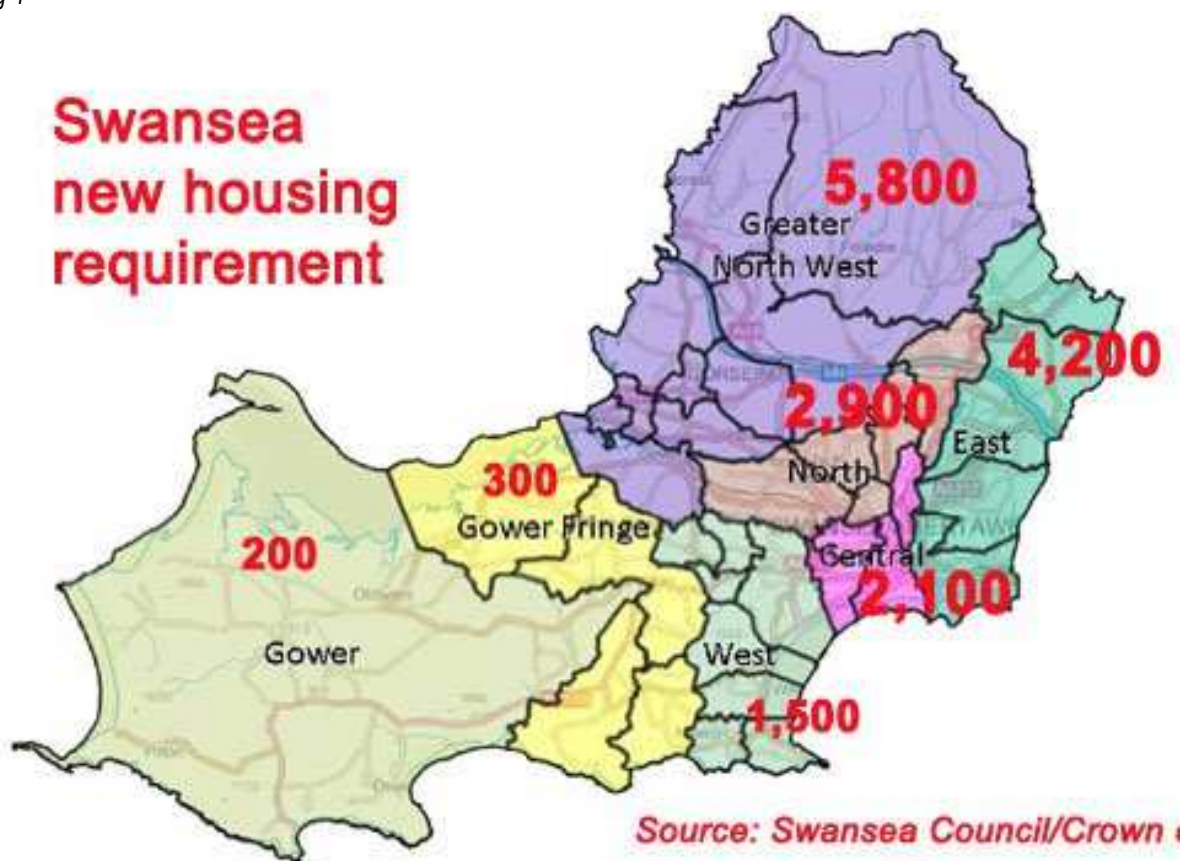 Swansea
new housing
requirement
5,800
Greater
North West
4,200
2,900
North
East
300
Gower Fringe
200
Central
2,100
Gower
West
1,500
Source: Swansea Council/Crown